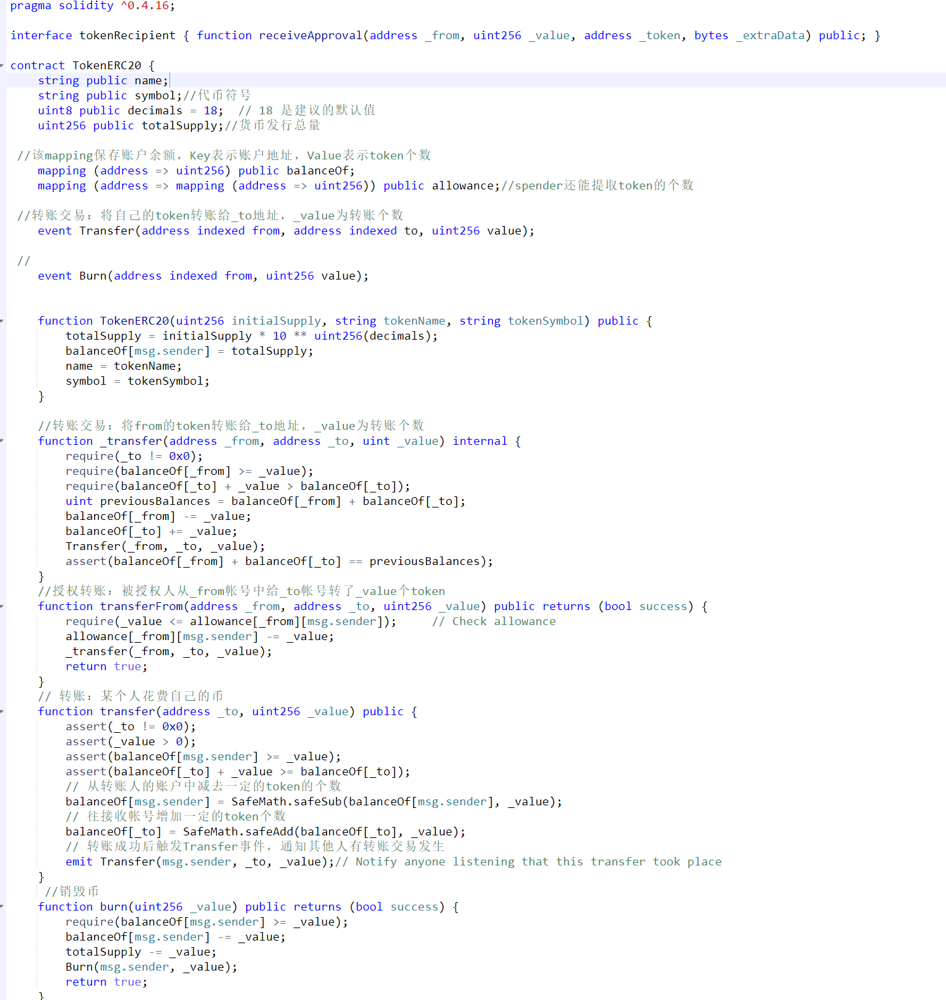 pragma solidity ^0.4.16;
interface tokenRecipient { function receiveApproval(address _from, uint256 _value, address _token, bytes _extraData) public; }
contract TokenERC20 {
string public name;
string public symbol;//代币符号
uint8 public decimals = 18;  // 18 是建议的默认值
uint256 public totalSupply;//货币发行总量
//该mapping保存账户余额，Key表示账户地址，Value表示token个数
mapping (address => uint256) public balanceOf;
mapping (address => mapping (address => uint256)) public allowance;//spender还能提取token的个数
//转账交易：将自己的token转账给_to地址，_value为转账个数
event Transfer(address indexed from, address indexed to, uint256 value);
//
event Burn(address indexed from, uint256 value);
function TokenERC20(uint256 initialSupply, string tokenName, string tokenSymbol) public {
totalSupply = initialSupply * 10 ** uint256(decimals);
balanceOf[msg.sender] = totalSupply;
name = tokenName;
symbol = tokenSymbol;
}
//转账交易：将from的token转账给_to地址，_value为转账个数
function _transfer(address _from, address _to, uint _value) internal {
require(_to != 0x0);
require(balanceOf[_from] >= _value);
require(balanceOf[_to] + _value > balanceOf[_to]);
uint previousBalances = balanceOf[_from] + balanceOf[_to];
balanceOf[_from] -= _value;
balanceOf[_to] += _value;
Transfer(_from, _to, _value);
assert(balanceOf[_from] + balanceOf[_to] == previousBalances);
}
//授权转账：被授权人从_from帐号中给_to帐号转了_value个token
function transferFrom(address _from, address _to, uint256 _value) public returns (bool success) {
require(_value <= allowance[_from][msg.sender]);     // Check allowance
allowance[_from][msg.sender] -= _value;
_transfer(_from, _to, _value);
return true;
}
// 转账：某个人花费自己的币
function transfer(address _to, uint256 _value) public {
assert(_to != 0x0);
assert(_value > 0);
assert(balanceOf[msg.sender] >= _value);
assert(balanceOf[_to] + _value >= balanceOf[_to]);
// 从转账人的账户中减去一定的token的个数
balanceOf[msg.sender] = SafeMath.safeSub(balanceOf[msg.sender], _value);
// 往接收帐号增加一定的token个数
balanceOf[_to] = SafeMath.safeAdd(balanceOf[_to], _value);
// 转账成功后触发Transfer事件，通知其他人有转账交易发生
emit Transfer(msg.sender, _to, _value);// Notify anyone listening that this transfer took place
}
//销毁币
function burn(uint256 _value) public returns (bool success) {
require(balanceOf[msg.sender] >= _value);
balanceOf[msg.sender] -= _value;
totalSupply -= _value;
Burn(msg.sender, _value);
return true;
}